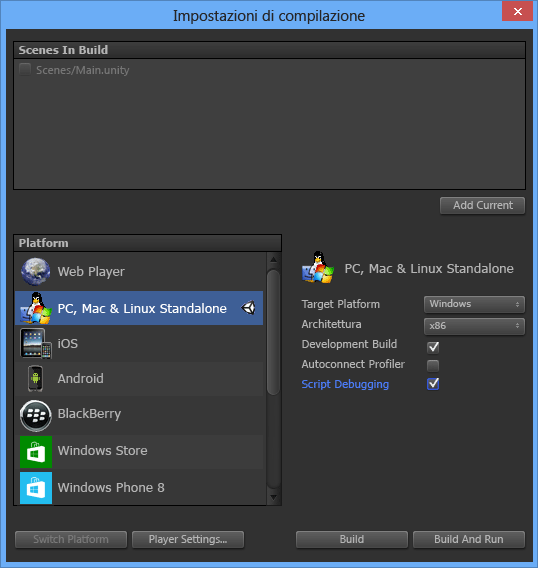 Impostazioni di compilazione
Scenes In Build
Scenes/Main.unity
Add Current
Platform
Web Player
PC, Mac & Linux Standalone
iOS
Android
BlackBerry
Windows Store
Windows Phone 8
PC, Mac & Linux Standalone
Target Platform Windows
Architettura x86
Development Build
Autoconnect Profiler
Script Debugging
Switch Platform Player Settings... Build Build And Run